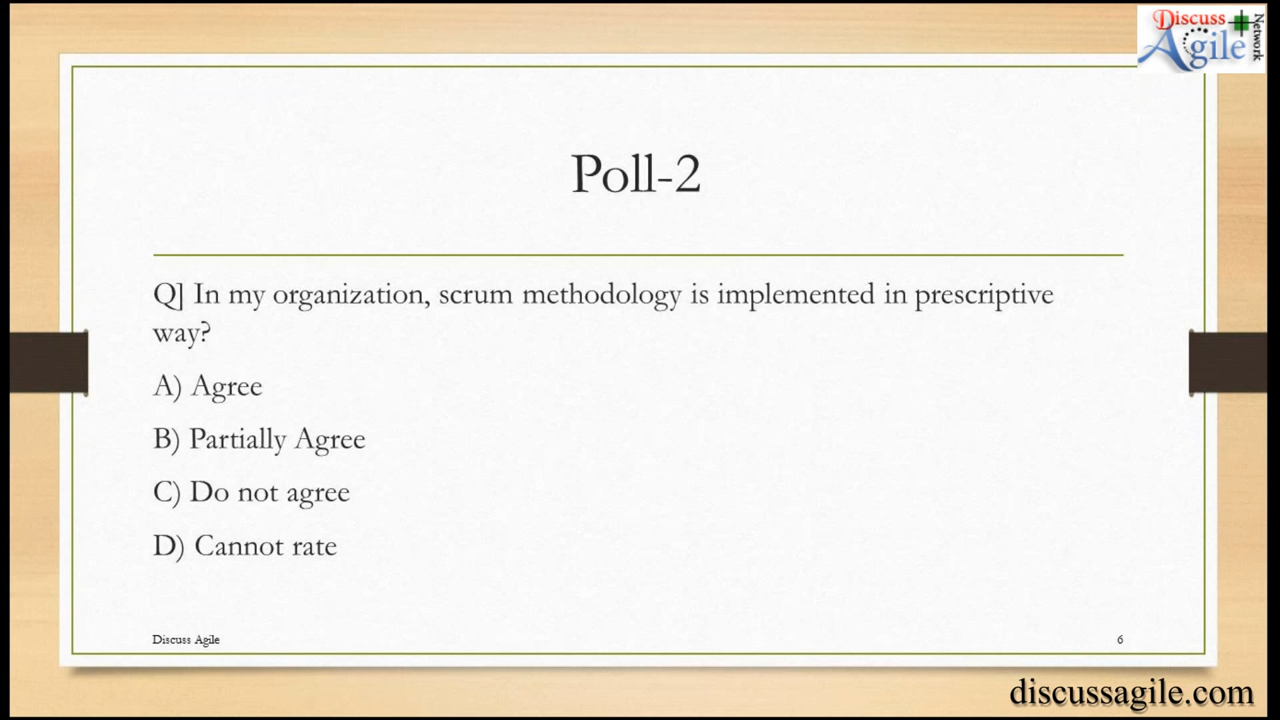 Discuss
Agile
Network
Poll-2
Q] In my organization, scrum methodology is implemented in prescriptive
way?
A) Agree
B) Partially Agree
C) Do not agree
D) Cannot rate
Discuss Agile
6
discussagile.com